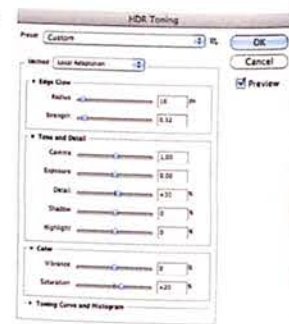 HDR Toning
Preset: Custom
OK
Cancel
Preview
Method: Local Adaptation
Edge Glow
Radius 16 px
Strength 0.52
Tone and Detail
Gamma 1.00
Exposure 0.00
Detail +30 %
Shadow 0 %
Highlight 0 %
Color
Vibrance 0 %
Saturation +20 %
Toning Curve and Histogram